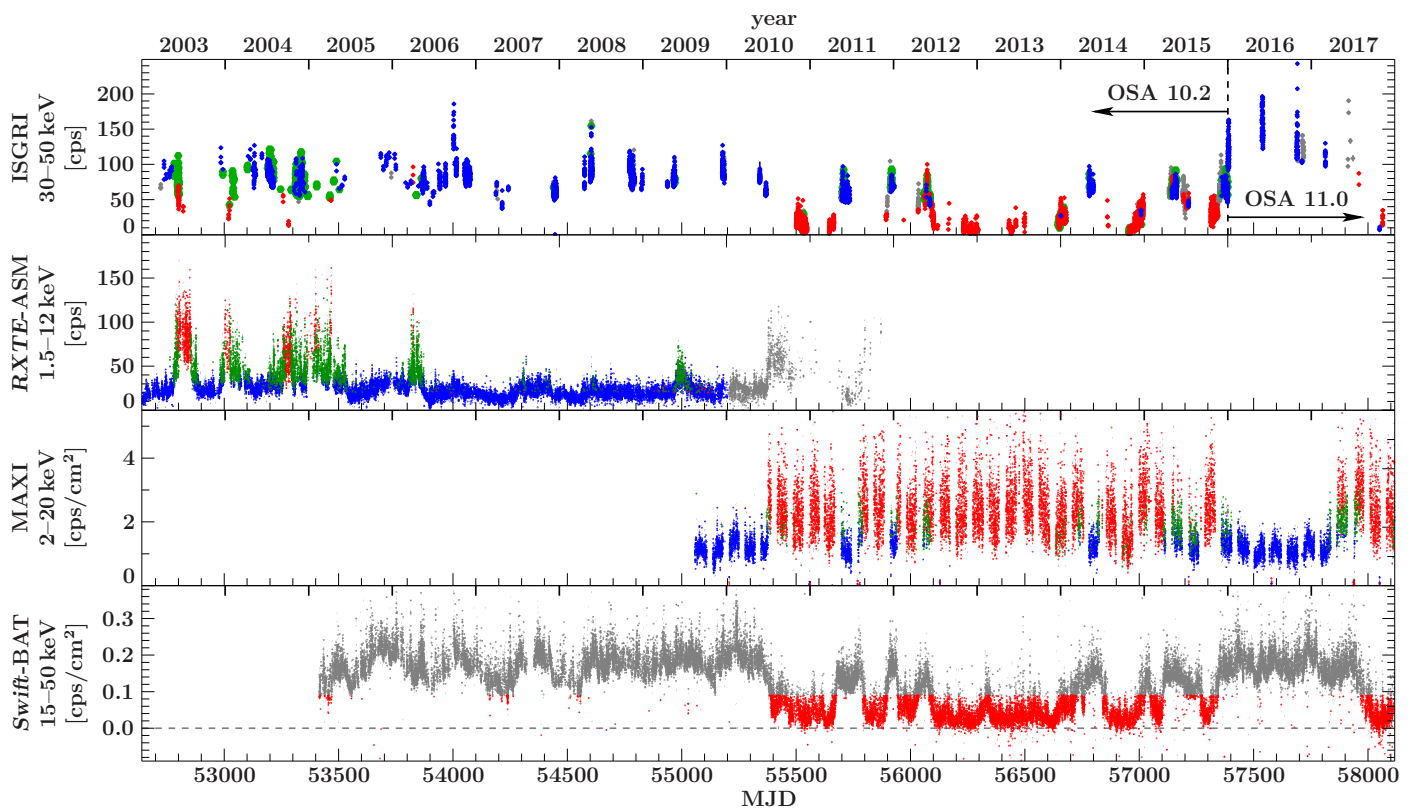 year
2003 2004 2005 2006 2007 2008 2009 2010 2011 2012 2013 2014 2015 2016 2017
ISGRI
30–50 keV
[cps]
200
150
100
50
0
OSA 10.2
OSA 11.0
RXTE-ASM
1.5–12 keV
[cps]
150
100
50
0
MAXI
2–20 keV
[cps/cm²]
4
2
0
Swift-BAT
15–50 keV
[cps/cm²]
0.3
0.2
0.1
0.0
53000 53500 54000 54500 55000 55500 56000 56500 57000 57500 58000
MJD